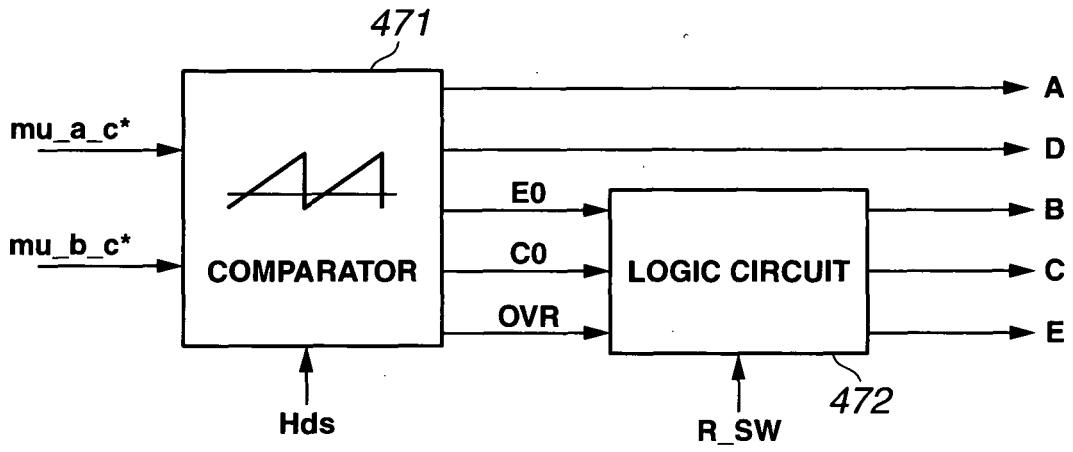 471
A
mu_a_c*
D
E0
B
mu_b_c*
COMPARATOR
C0
LOGIC CIRCUIT
C
OVR
E
Hds
472
R_SW